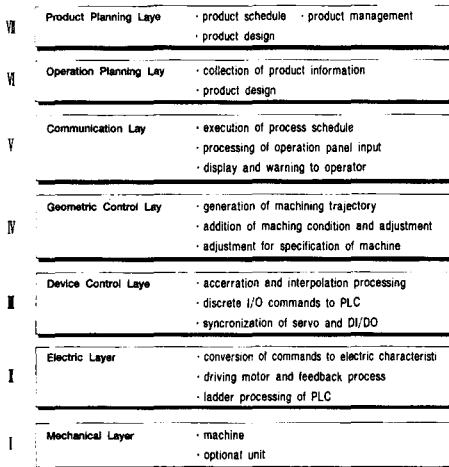 VII Product Planning Laye · product schedule · product management
· product design
VI Operation Planning Lay · collection of product information
· product design
V Communication Lay · execution of process schedule
· processing of operation panel input
· display and warning to operator
IV Geometric Control Lay · generation of machining trajectory
· addition of maching condition and adjustment
· adjustment for specification of machine
III Device Control Laye · accerration and interpolation processing
· discrete I/O commands to PLC
· syncronization of servo and DI/DO
II Electric Layer · conversion of commands to electric characteristi
· driving motor and feedback process
· ladder processing of PLC
I Mechanical Layer · machine
· optional unit